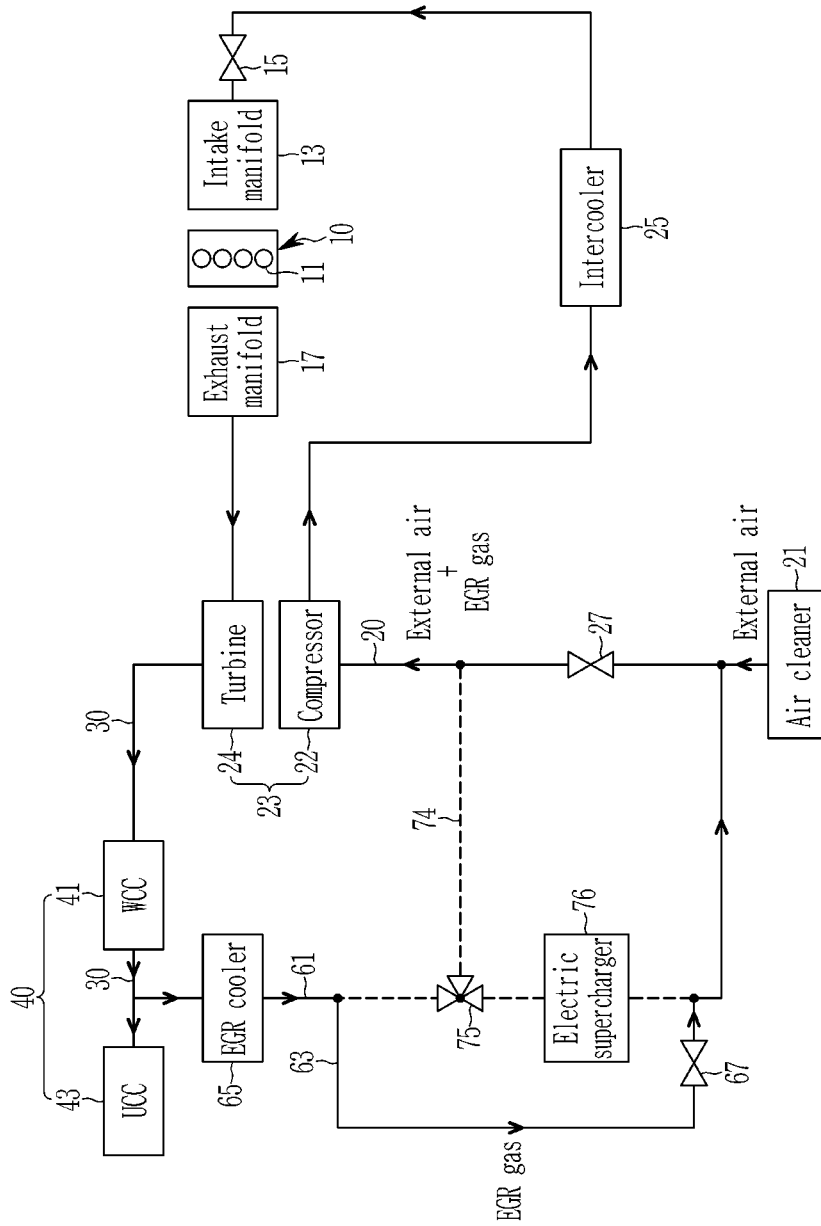 15
Intake
manifold
13
10
11
Exhaust
manifold
17
Intercooler
25
Turbine
24
Compressor
22
23
20
External air
+
EGR gas
30
27
External air
21
Air cleaner
74
WCC
41
30
40
UCC
43
EGR cooler
65
61
63
75
Electric
supercharger
76
67
EGR gas